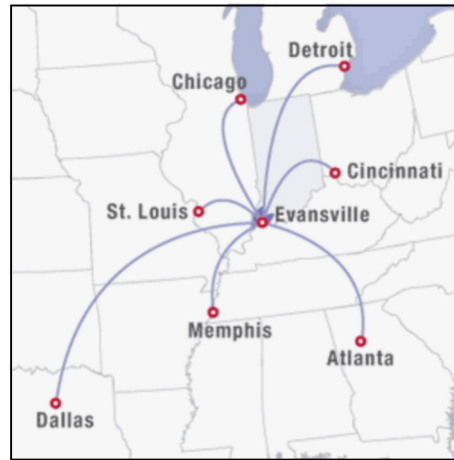 Detroit
Chicago
Cincinnati
St. Louis
Evansville
Memphis
Atlanta
Dallas